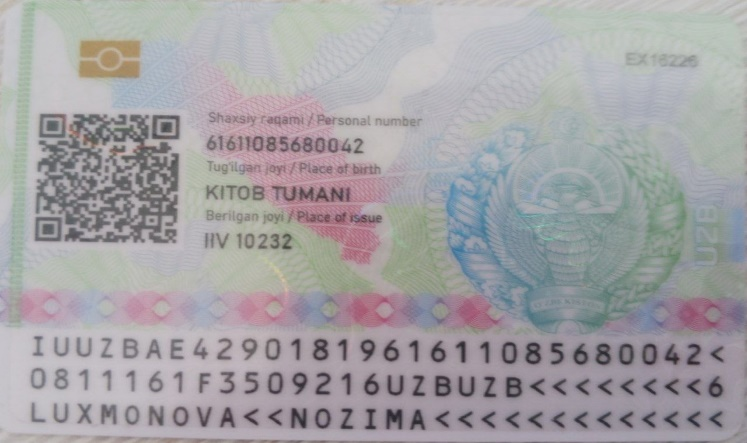 EX16226
Shaxsiy raqami / Personal number
61611085680042
Tug'ilgan joyi / Place of birth
KITOB TUMANI
Berilgan joyi / Place of issue
IIV 10232
UZB
IUUZBAE4290181961611085680042<
0811161F3509216UZBUZB<<<<<<<<6
LUXMONOVA<<NOZIMA<<<<<<<<<<<<<